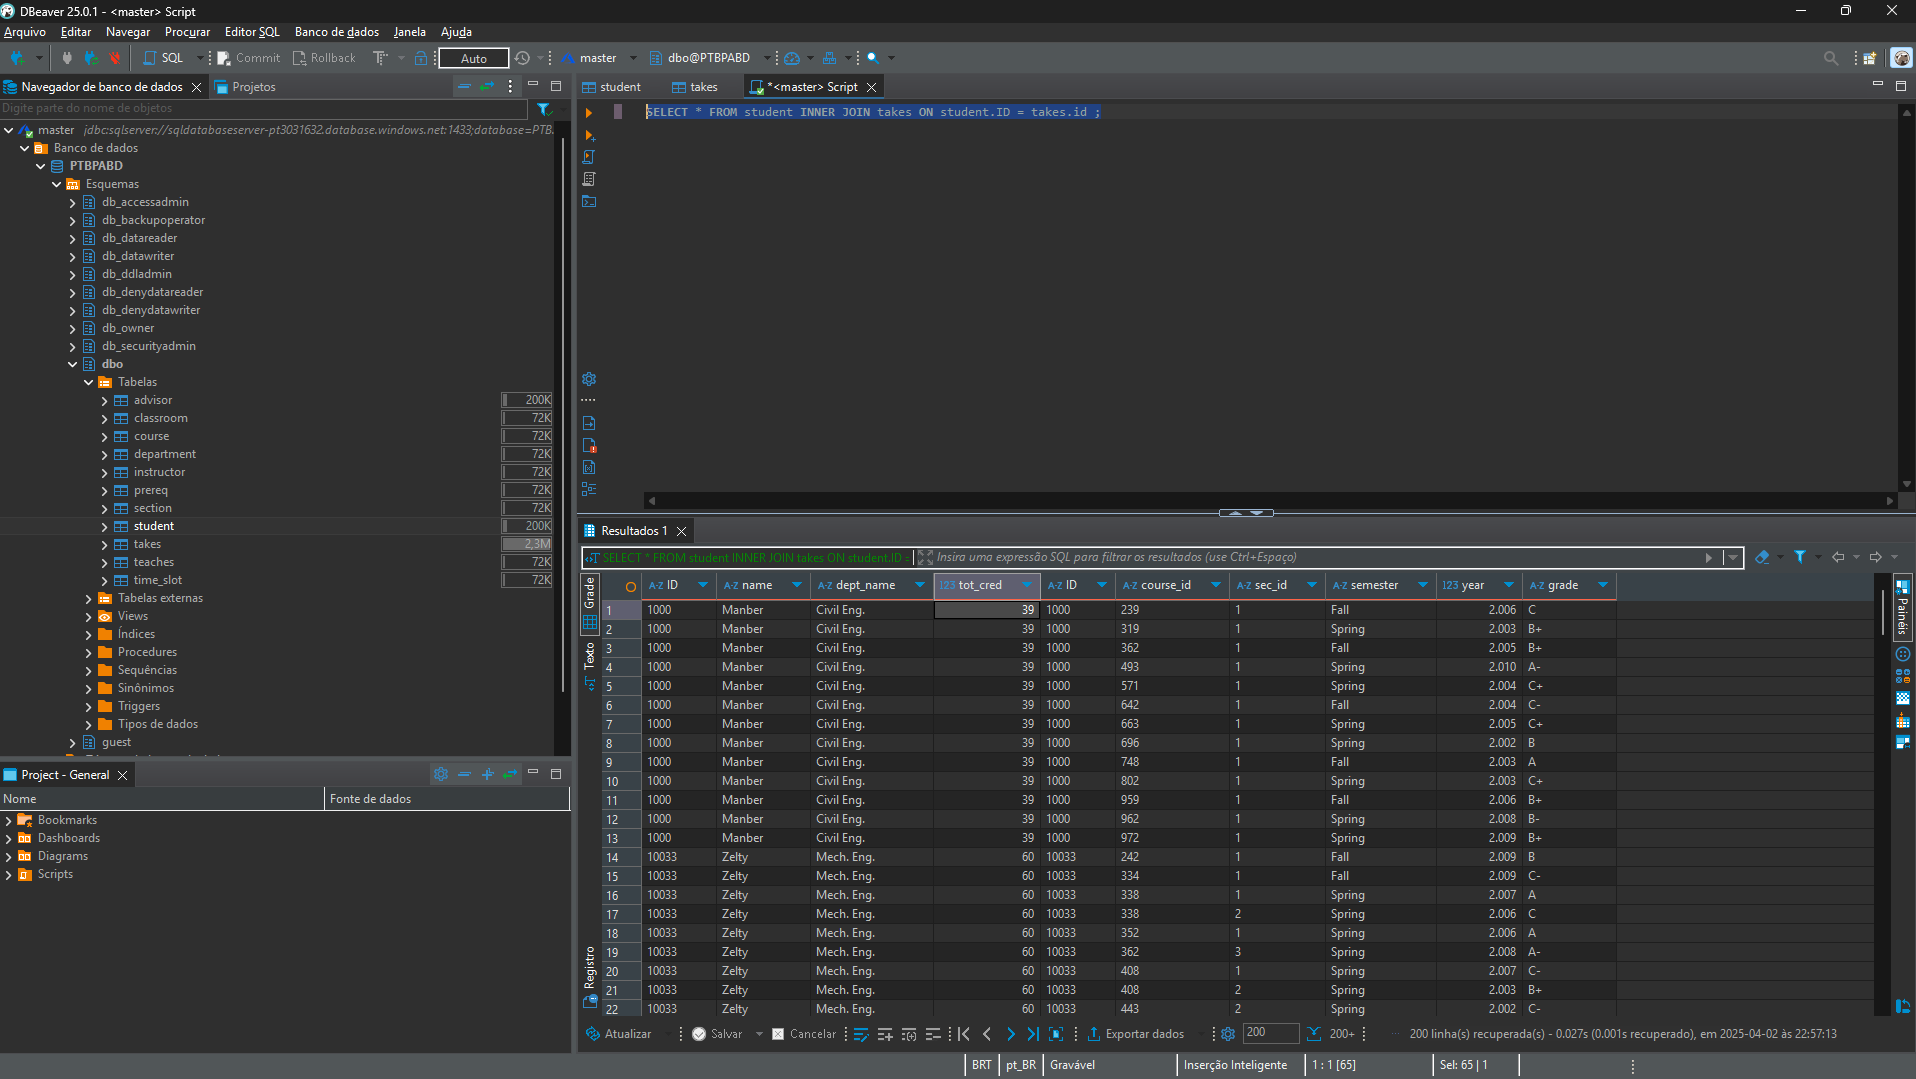 DBeaver 25.0.1 - <master> Script
Arquivo Editar Navegar Procurar Editor SQL Banco de dados Janela Ajuda
SQL Commit Rollback Auto master dbo@PTBPABD
Navegador de banco de dados Projetos
Digite parte do nome de objetos
master jdbc:sqlserver://sqldatabaseserver-pt3031632.database.windows.net:1433;database=PTB...
Banco de dados
PTBPABD
Esquemas
db_accessadmin
db_backupoperator
db_datareader
db_datawriter
db_ddladmin
db_denydatareader
db_denydatawriter
db_owner
db_securityadmin
dbo
Tabelas
advisor 200K
classroom 72K
course 72K
department 72K
instructor 72K
prereq 72K
section 72K
student 200K
takes 2,3M
teaches 72K
time_slot 72K
Tabelas externas
Views
Índices
Procedures
Sequências
Sinônimos
Triggers
Tipos de dados
guest
Project - General
Nome Fonte de dados
Bookmarks
Dashboards
Diagrams
Scripts
student takes *<master> Script
SELECT * FROM student INNER JOIN takes ON student.ID = takes.id ;
Resultados 1
SELECT * FROM student INNER JOIN takes ON student.ID = Insira uma expressão SQL para filtrar os resultados (use Ctrl+Espaço)
Grade
Texto
Registro
Painéis
A-Z ID A-Z name A-Z dept_name 123 tot_cred A-Z ID A-Z course_id A-Z sec_id A-Z semester 123 year A-Z grade
1 1000 Manber Civil Eng. 39 1000 239 1 Fall 2.006 C
2 1000 Manber Civil Eng. 39 1000 319 1 Spring 2.003 B+
3 1000 Manber Civil Eng. 39 1000 362 1 Fall 2.005 B+
4 1000 Manber Civil Eng. 39 1000 493 1 Spring 2.010 A-
5 1000 Manber Civil Eng. 39 1000 571 1 Spring 2.004 C+
6 1000 Manber Civil Eng. 39 1000 642 1 Fall 2.004 C-
7 1000 Manber Civil Eng. 39 1000 663 1 Spring 2.005 C+
8 1000 Manber Civil Eng. 39 1000 696 1 Spring 2.002 B
9 1000 Manber Civil Eng. 39 1000 748 1 Fall 2.003 A
10 1000 Manber Civil Eng. 39 1000 802 1 Spring 2.003 C+
11 1000 Manber Civil Eng. 39 1000 959 1 Fall 2.006 B+
12 1000 Manber Civil Eng. 39 1000 962 1 Spring 2.008 B-
13 1000 Manber Civil Eng. 39 1000 972 1 Spring 2.009 B+
14 10033 Zelty Mech. Eng. 60 10033 242 1 Fall 2.009 B
15 10033 Zelty Mech. Eng. 60 10033 334 1 Fall 2.009 C-
16 10033 Zelty Mech. Eng. 60 10033 338 1 Spring 2.007 A
17 10033 Zelty Mech. Eng. 60 10033 338 2 Spring 2.006 C
18 10033 Zelty Mech. Eng. 60 10033 352 1 Spring 2.006 A
19 10033 Zelty Mech. Eng. 60 10033 362 3 Spring 2.008 A-
20 10033 Zelty Mech. Eng. 60 10033 408 1 Spring 2.007 C-
21 10033 Zelty Mech. Eng. 60 10033 408 2 Spring 2.003 B+
22 10033 Zelty Mech. Eng. 60 10033 443 2 Spring 2.002 C-
Atualizar Salvar Cancelar Exportar dados 200 200+ 200 linha(s) recuperada(s) - 0.027s (0.001s recuperado), em 2025-04-02 às 22:57:13
BRT pt_BR Gravável Inserção Inteligente 1 : 1 [65] Sel: 65 | 1